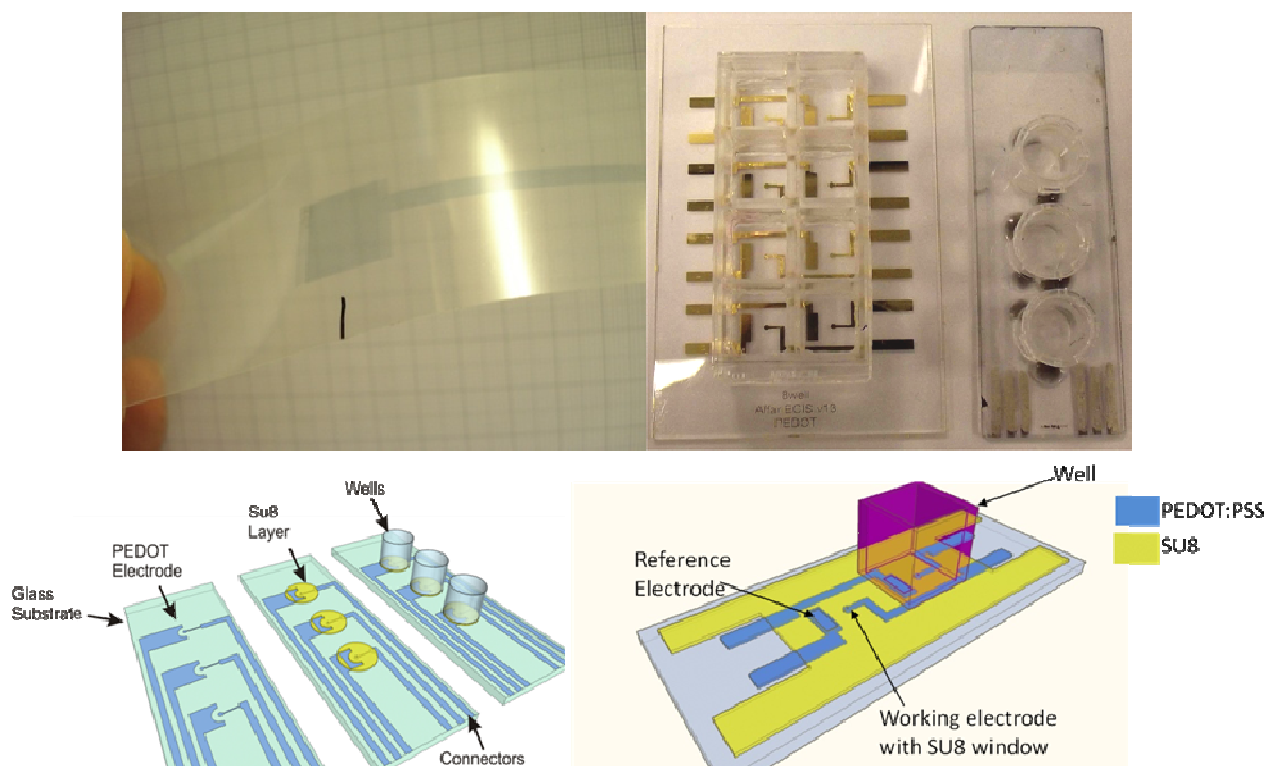 8well
Affar ECIS v13
PEDOT
Wells
Su8
Layer
PEDOT
Electrode
Glass
Substrate
Connectors
Well
PEDOT:PSS
SU8
Reference
Electrode
Working electrode
with SU8 window